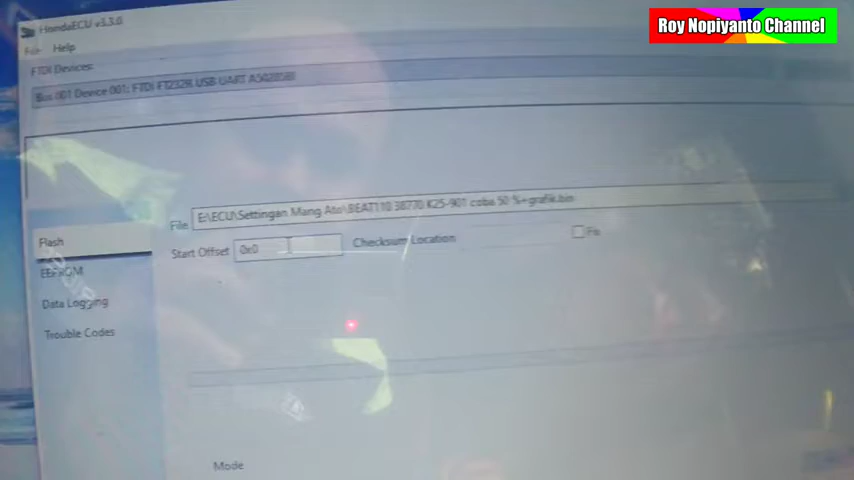 Roy Nopiyanto Channel
HondaECU v3.3.0
File Help
FTDI Devices:
Bus 001 Device 001: FTDI FT232R USB UART
File E:\ECU\Settingan Mang Ato\BEAT110 38770 K25-901 coba 50 %+grafik.bin
Start Offset 0x0 Checksum Location
Flash
EEPROM
Data Logging
Trouble Codes
Mode